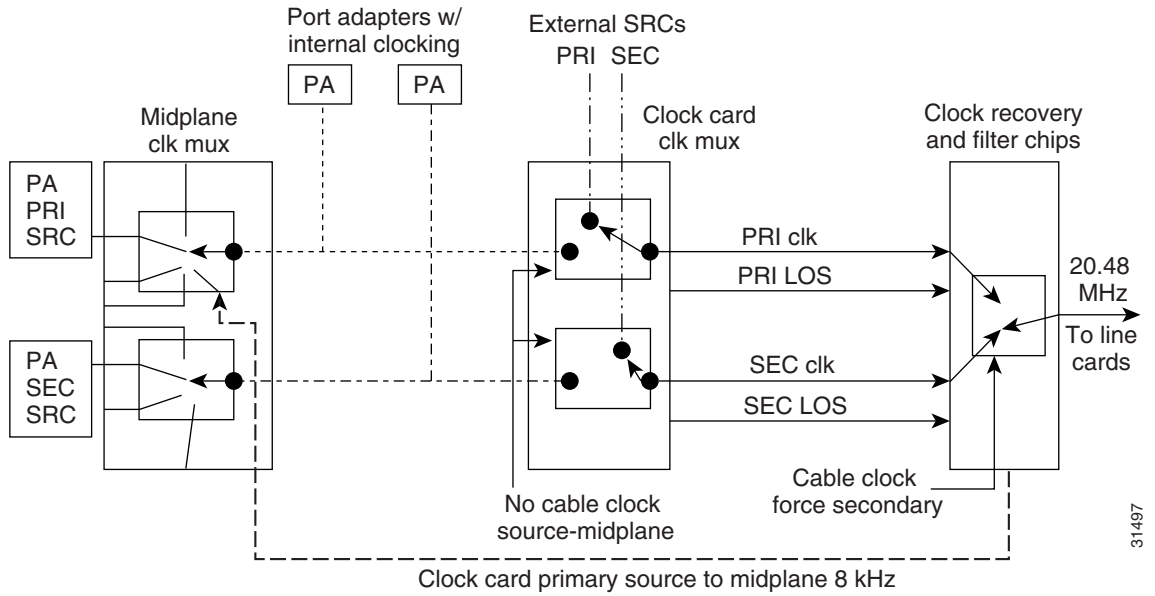 Port adapters w/
internal clocking
External SRCs
PRI SEC
PA
PA
Midplane
clk mux
Clock card
clk mux
Clock recovery
and filter chips
PA
PRI
SRC
PRI clk
PRI LOS
20.48
MHz
To line
cards
PA
SEC
SRC
SEC clk
SEC LOS
No cable clock
source-midplane
Cable clock
force secondary
Clock card primary source to midplane 8 kHz
31497